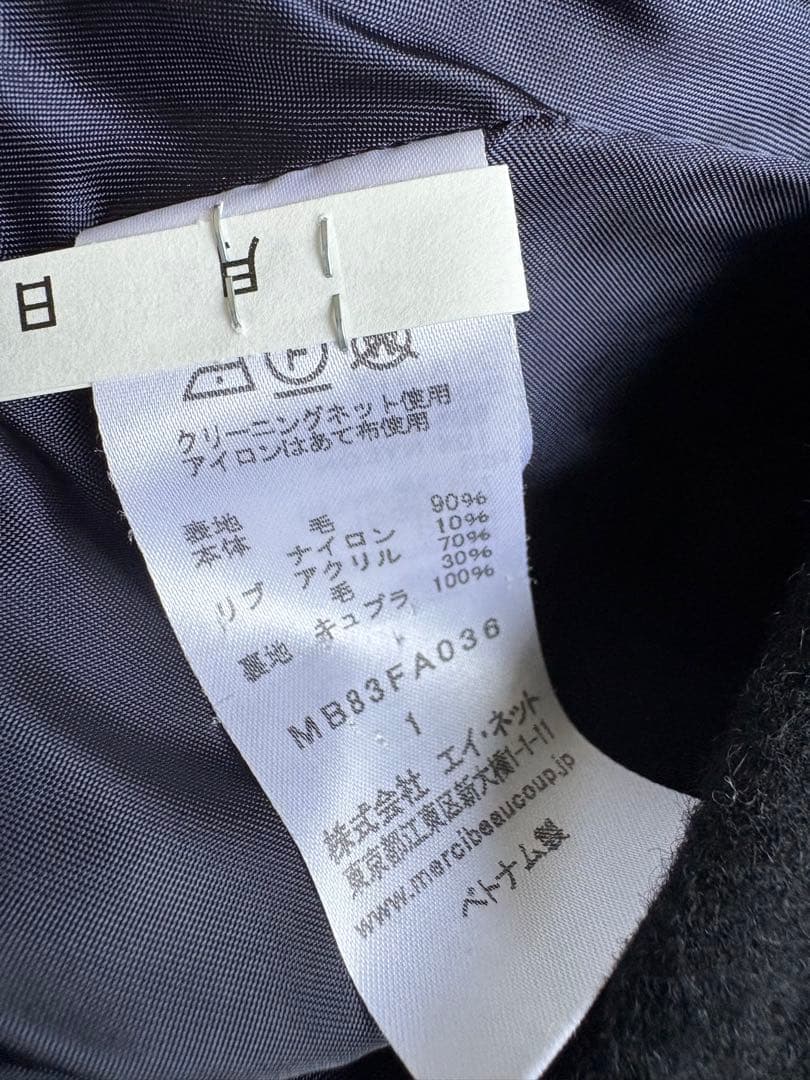 日 月
クリーニングネット使用
アイロンはあて布使用
表地 毛 90%
本体 ナイロン 10%
リブ アクリル 70%
毛 30%
裏地 キュプラ 100%
MB83FA036
1
株式会社 エイ・ネット
東京都江東区新大橋1-1-11
www.mercibeaucoup.jp
ベトナム製